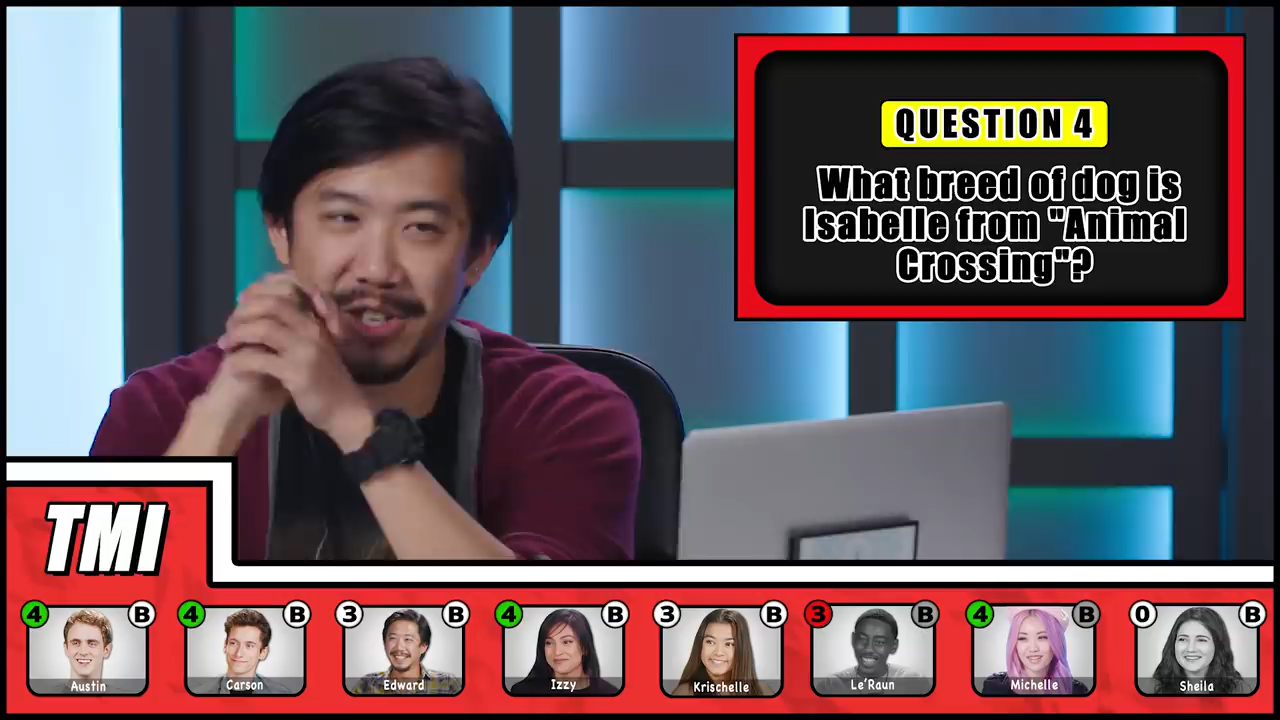 QUESTION 4
What breed of dog is
Isabelle from "Animal
Crossing"?
TMI
4 B 4 B 3 B 4 B 3 B 3 B 4 B 0 B
Austin Carson Edward Izzy Krischelle Le'Raun Michelle Sheila